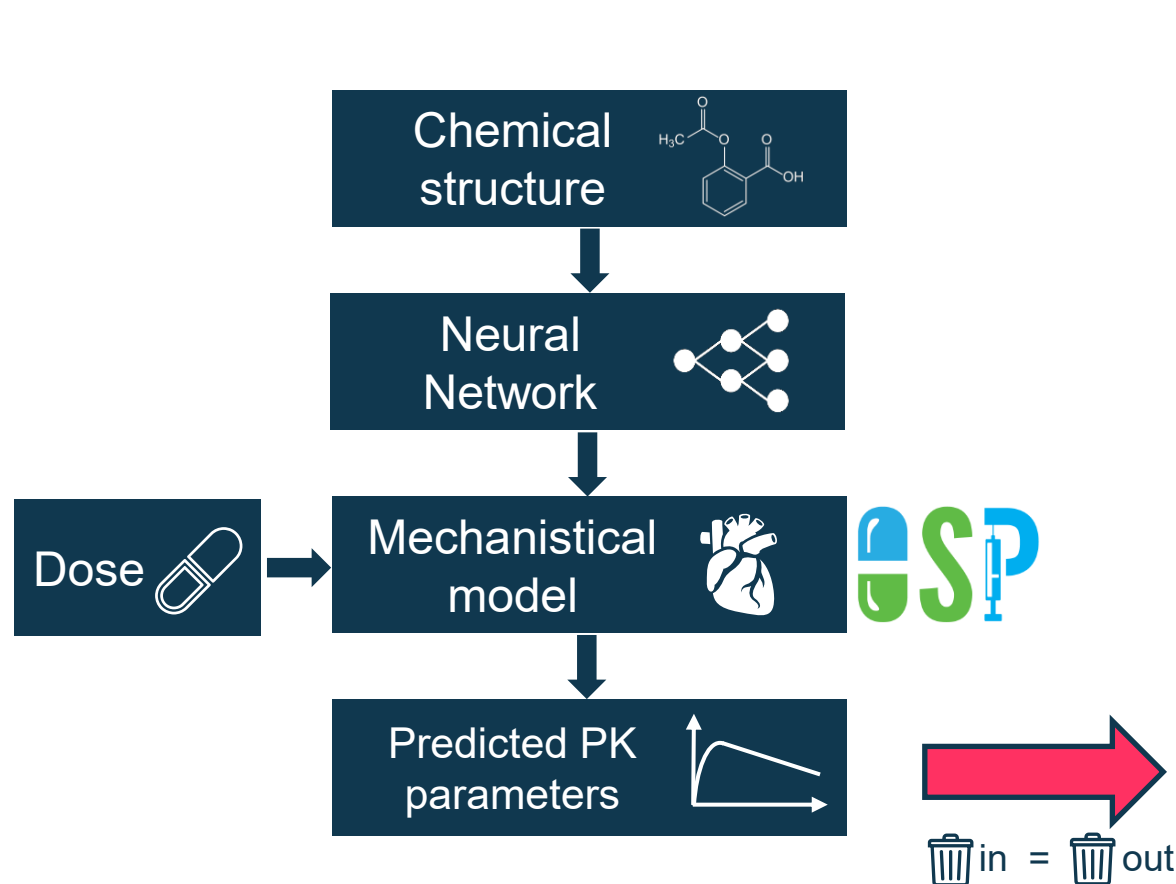 Chemical
structure
O
H₃C
O
O
OH
Neural
Network
Dose
Mechanistical
model
OSP
Predicted PK
parameters
in = out